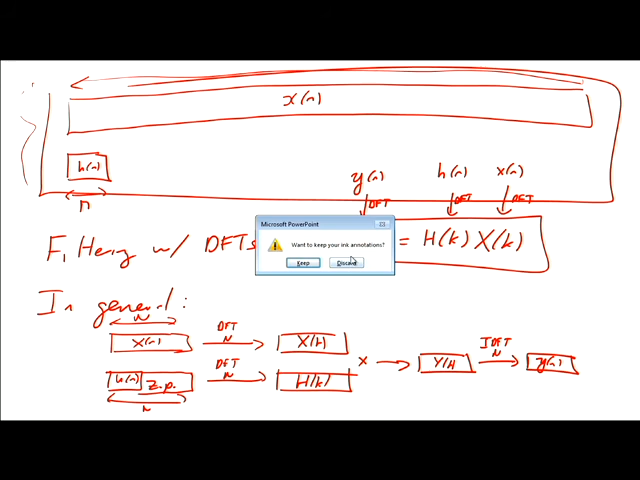 x(n)
h(n)
M
y(n) h(n) x(n)
DFT DFT DFT
Microsoft PowerPoint
Want to keep your ink annotations?
Keep Discard
Filtering w/ DFTs = H(k) X(k)
In general:
N
x(n) DFT N X(k)
h(n) z.p. DFT N H(k) × Y(k) IDFT N y(n)
N